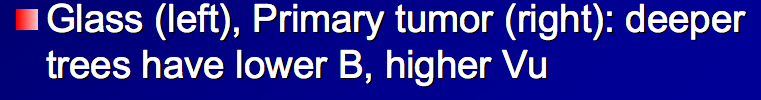 Glass (left), Primary tumor (right): deeper
trees have lower B, higher Vu